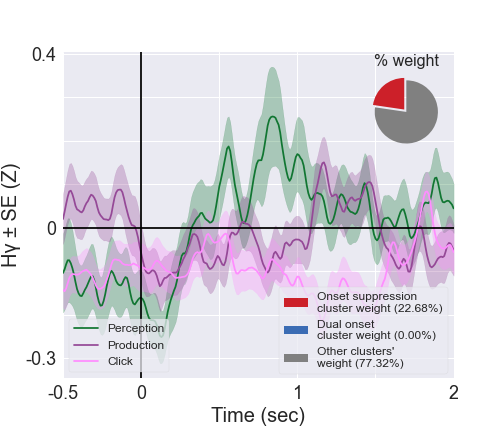 % weight
0.4
0
-0.3
Hγ ± SE (Z)
Perception
Production
Click
Onset suppression
cluster weight (22.68%)
Dual onset
cluster weight (0.00%)
Other clusters'
weight (77.32%)
-0.5
0
1
2
Time (sec)